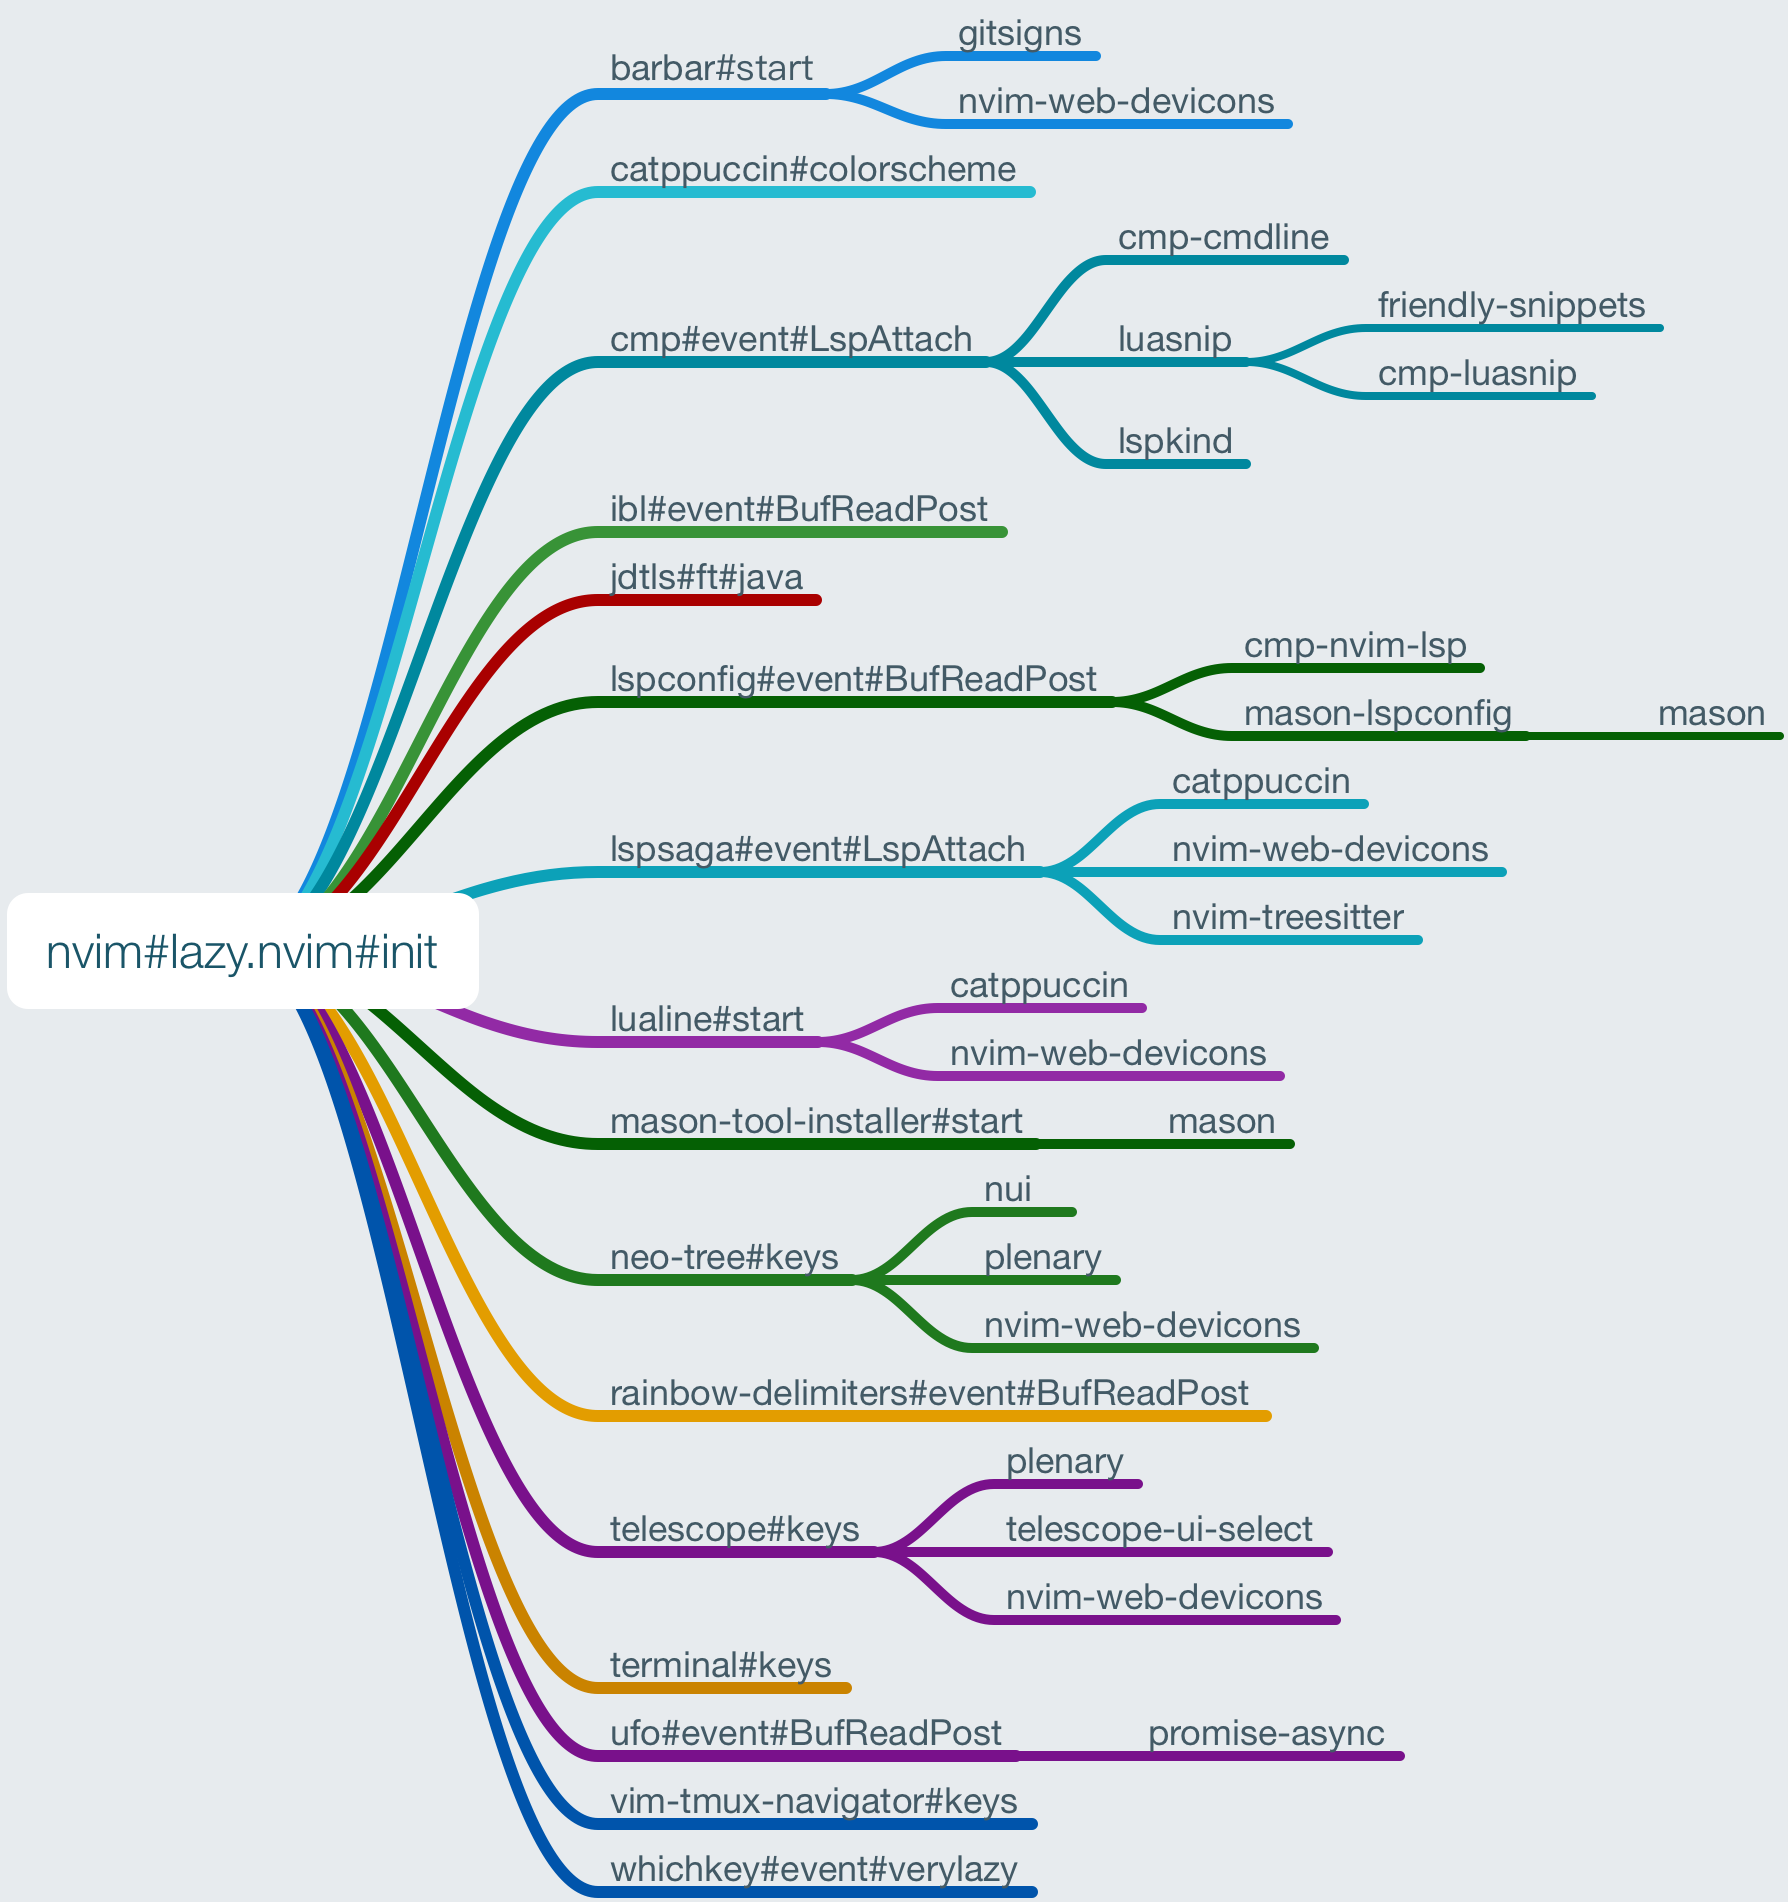 gitsigns
barbar#start
nvim-web-devicons
catppuccin#colorscheme
cmp-cmdline
friendly-snippets
cmp#event#LspAttach
luasnip
cmp-luasnip
lspkind
ibl#event#BufReadPost
jdtls#ft#java
cmp-nvim-lsp
lspconfig#event#BufReadPost
mason-lspconfig
mason
catppuccin
lspsaga#event#LspAttach
nvim-web-devicons
nvim-treesitter
nvim#lazy.nvim#init
catppuccin
lualine#start
nvim-web-devicons
mason-tool-installer#start
mason
nui
neo-tree#keys
plenary
nvim-web-devicons
rainbow-delimiters#event#BufReadPost
plenary
telescope#keys
telescope-ui-select
nvim-web-devicons
terminal#keys
ufo#event#BufReadPost
promise-async
vim-tmux-navigator#keys
whichkey#event#verylazy